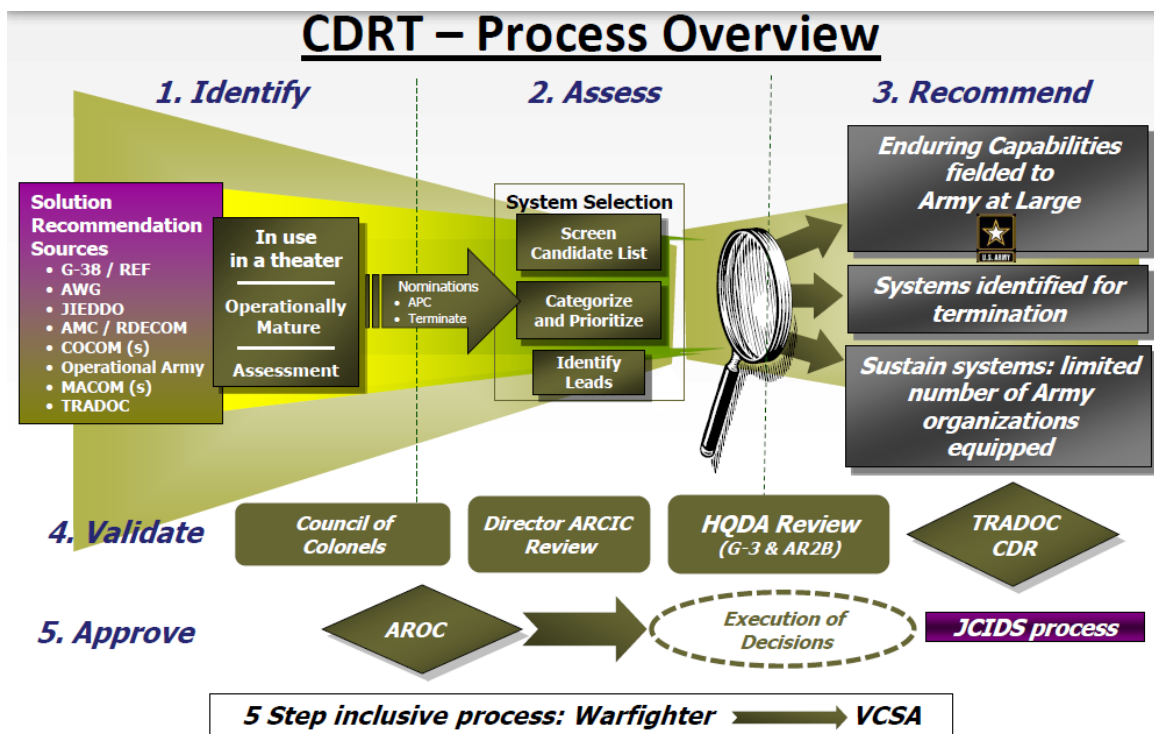 CDRT – Process Overview
1. Identify
2. Assess
3. Recommend
Solution
Recommendation
Sources
• G-38 / REF
• AWG
• JIEDDO
• AMC / RDECOM
• COCOM (s)
• Operational Army
• MACOM (s)
• TRADOC
In use
in a theater
Operationally
Mature
Assessment
Nominations
• APC
• Terminate
System Selection
Screen
Candidate List
Categorize
and Prioritize
Identify
Leads
Enduring Capabilities
fielded to
Army at Large
U.S. ARMY
Systems identified for
termination
Sustain systems: limited
number of Army
organizations
equipped
4. Validate
Council of
Colonels
Director ARCIC
Review
HQDA Review
(G-3 & AR2B)
TRADOC
CDR
5. Approve
AROC
Execution of
Decisions
JCIDS process
5 Step inclusive process: Warfighter
VCSA